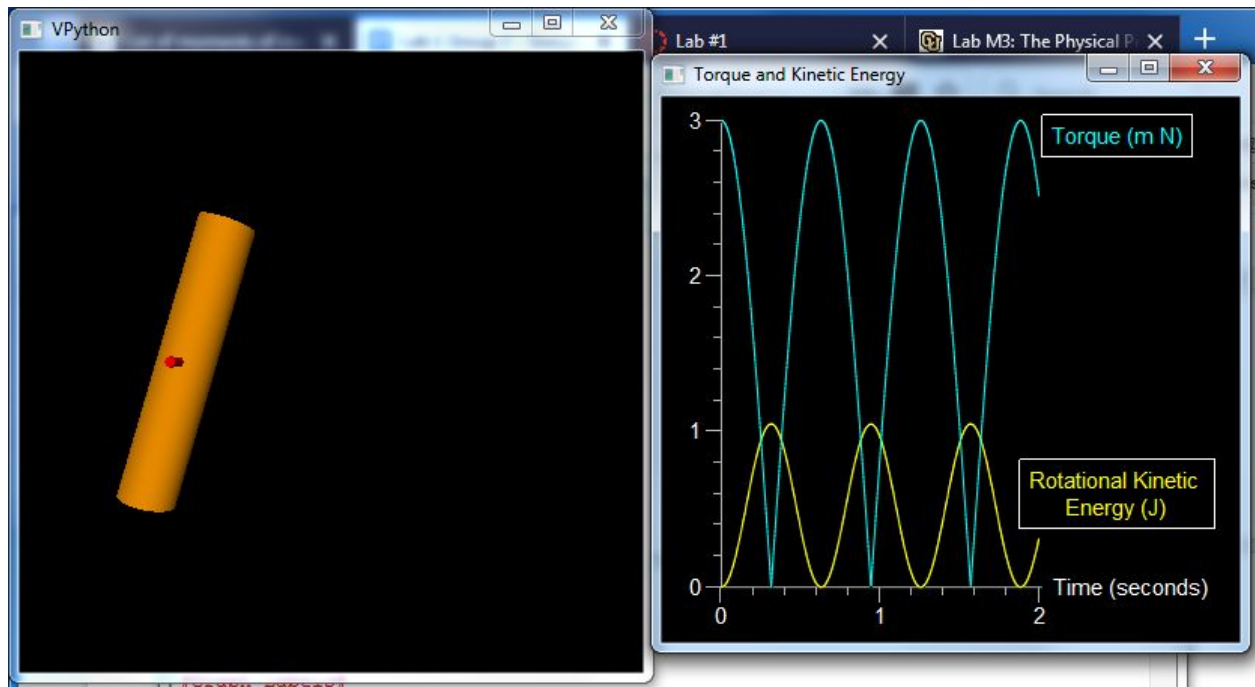 VPython
Lab #1
Lab M3: The Physical P
Torque and Kinetic Energy
3
Torque (m N)
2
1
Rotational Kinetic
Energy (J)
0
Time (seconds)
0
1
2